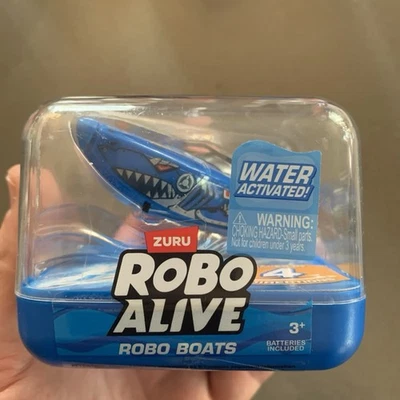 WATER
ACTIVATED!
WARNING:
CHOKING HAZARD-Small parts.
Not for children under 3 years.
ZURU
ROBO
ALIVE
4
ROBO BOATS
3+
BATTERIES
INCLUDED